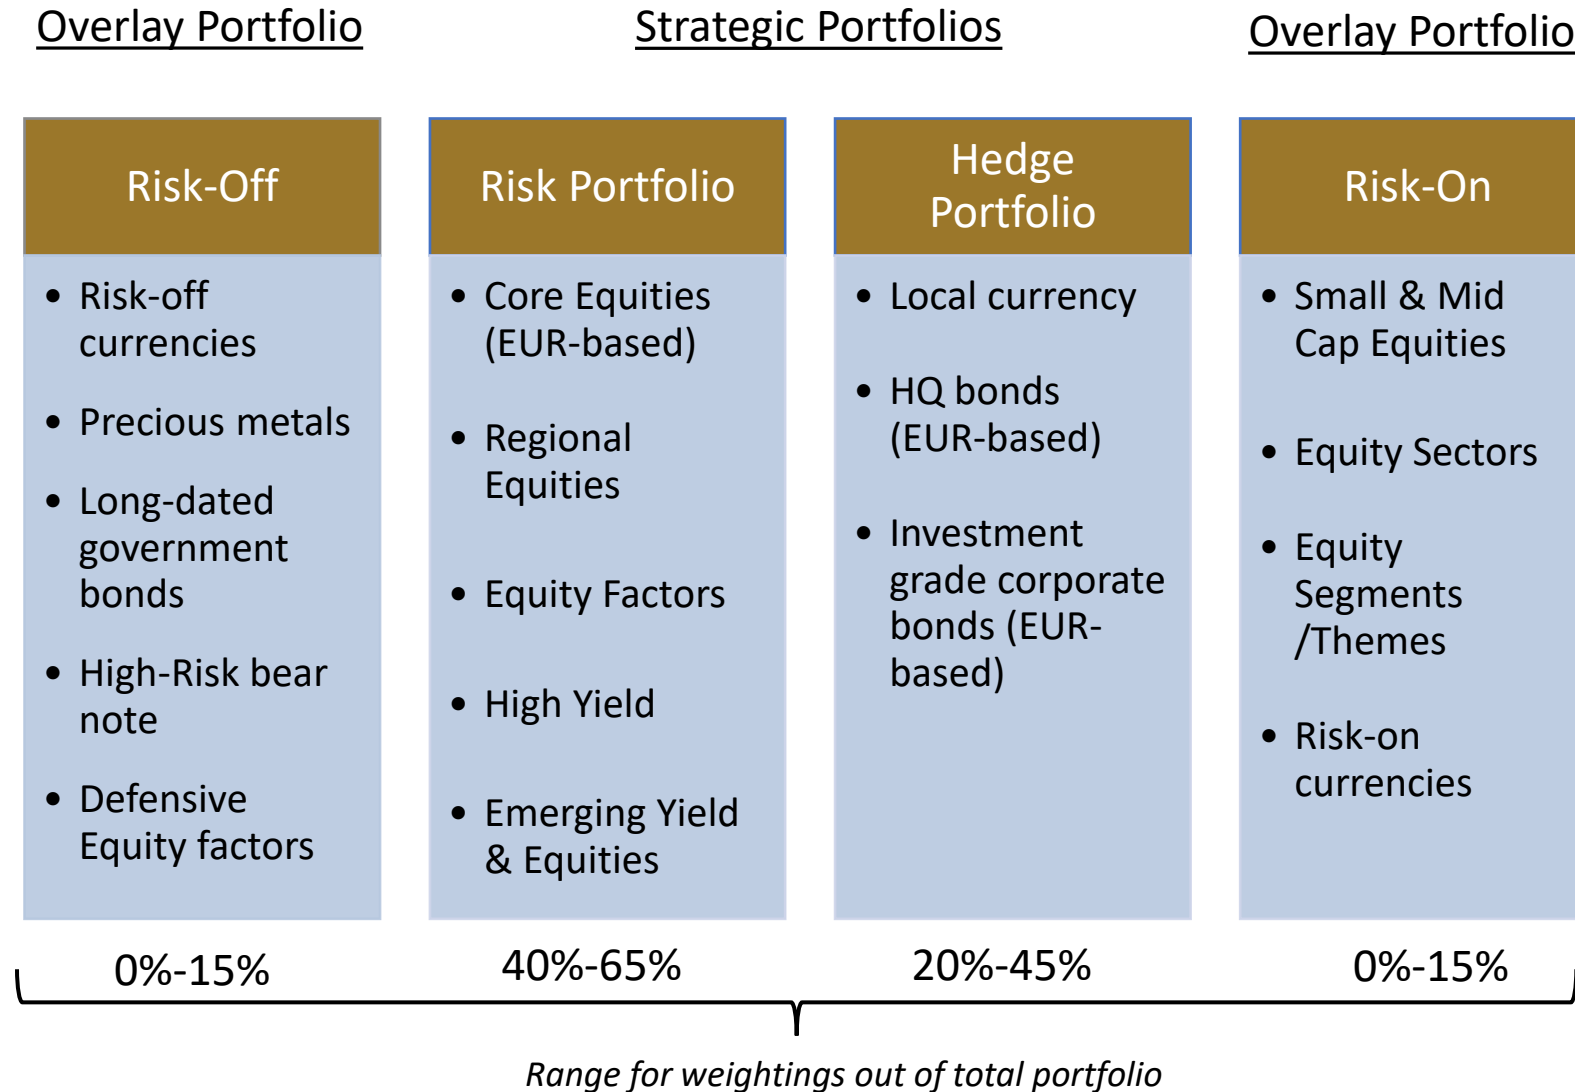 Overlay Portfolio
Strategic Portfolios
Overlay Portfolio
Risk-Off
• Risk-off
currencies
• Precious metals
• Long-dated
government
bonds
• High-Risk bear
note
• Defensive
Equity factors
0%-15%
Risk Portfolio
• Core Equities
(EUR-based)
• Regional
Equities
• Equity Factors
• High Yield
• Emerging Yield
& Equities
40%-65%
Hedge
Portfolio
• Local currency
• HQ bonds
(EUR-based)
• Investment
grade corporate
bonds (EUR-
based)
20%-45%
Risk-On
• Small & Mid
Cap Equities
• Equity Sectors
• Equity
Segments
/Themes
• Risk-on
currencies
0%-15%
Range for weightings out of total portfolio